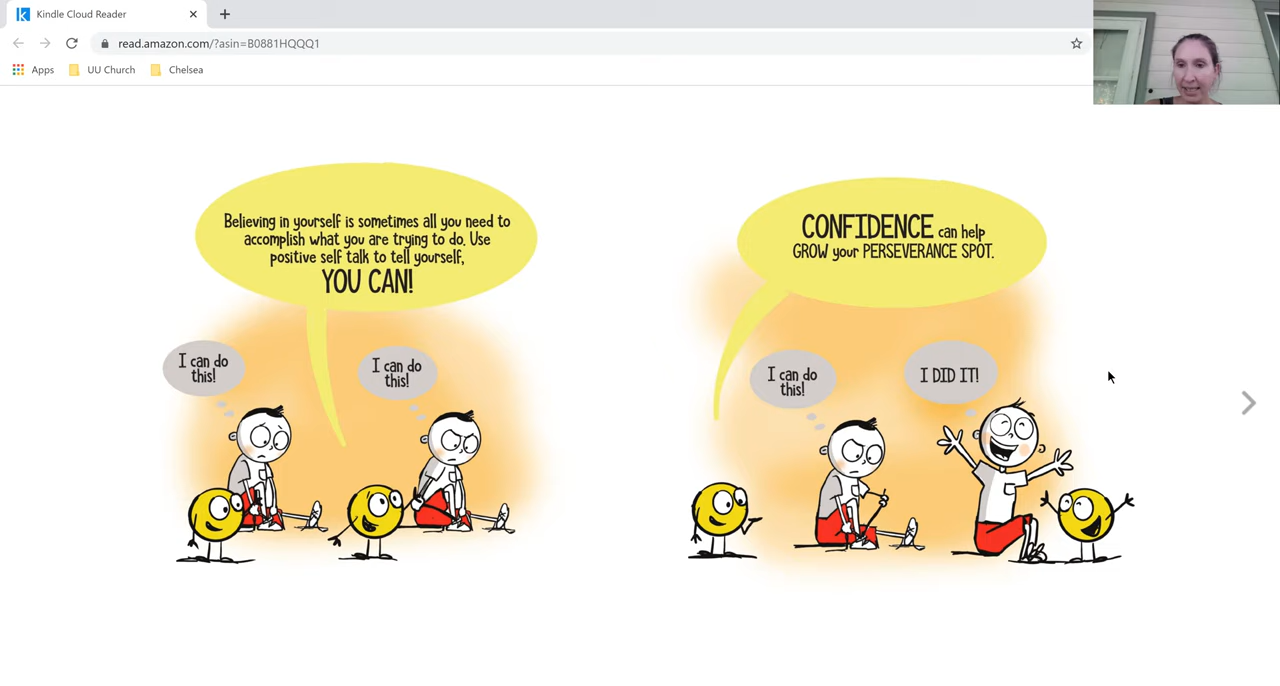 Kindle Cloud Reader
read.amazon.com/?asin=B0881HQQQ1
Apps
UU Church
Chelsea
Believing in yourself is sometimes all you need to
accomplish what you are trying to do. Use
positive self talk to tell yourself,
YOU CAN!
I can do
this!
I can do
this!
CONFIDENCE can help
GROW your PERSEVERANCE SPOT.
I can do
this!
I DID IT!